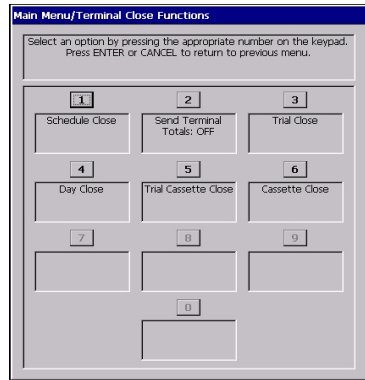 Main Menu/Terminal Close Functions
Select an option by pressing the appropriate number on the keypad.
Press ENTER or CANCEL to return to previous menu.
1 2 3
Schedule Close Send Terminal Totals: OFF Trial Close
4 5 6
Day Close Trial Cassette Close Cassette Close
7 8 9
0